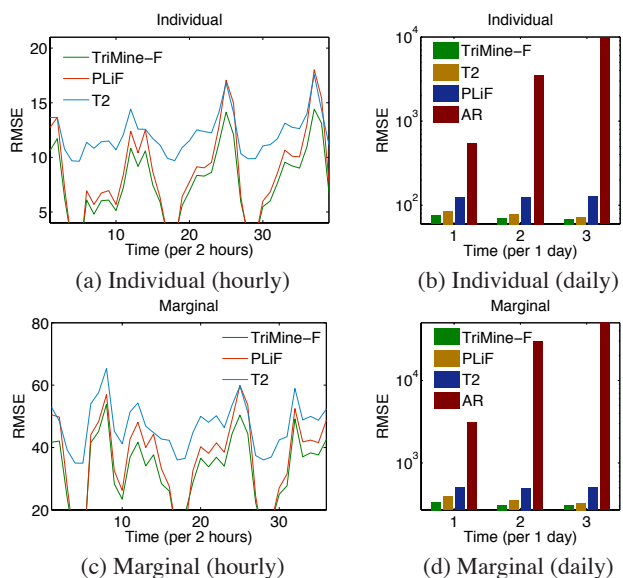 Individual
RMSE
20
15
10
5
TriMine-F
PLiF
T2
10
20
30
Time (per 2 hours)
(a) Individual (hourly)
Individual
RMSE
10^4
10^3
10^2
TriMine-F
T2
PLiF
AR
1
2
3
Time (per 1 day)
(b) Individual (daily)
Marginal
RMSE
80
60
40
20
TriMine-F
PLiF
T2
10
20
30
Time (per 2 hours)
(c) Marginal (hourly)
Marginal
RMSE
10^4
10^3
TriMine-F
PLiF
T2
AR
1
2
3
Time (per 1 day)
(d) Marginal (daily)